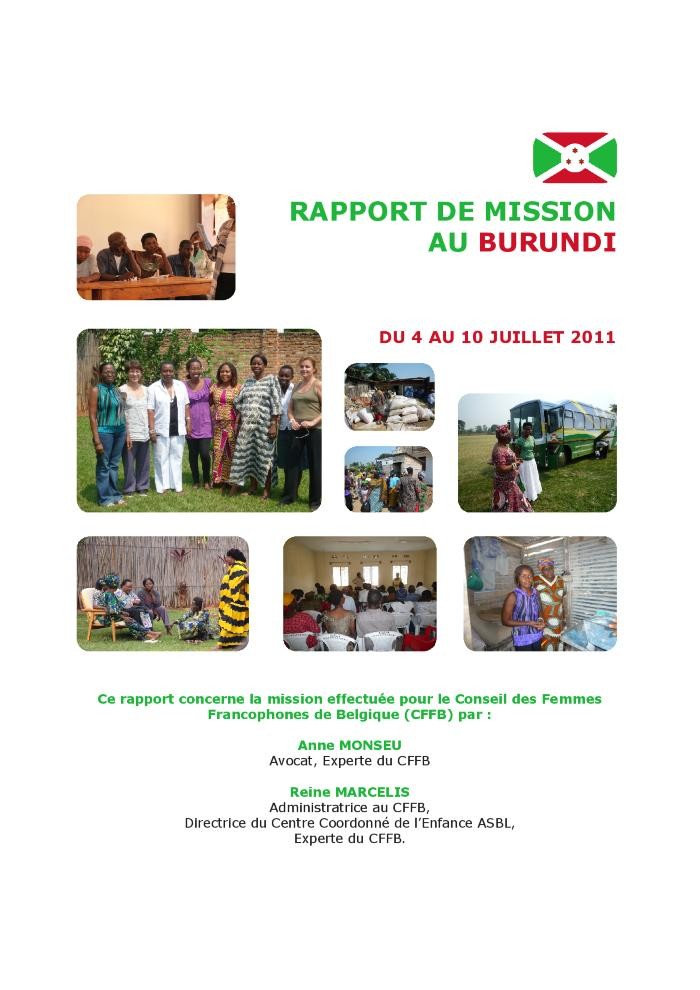 RAPPORT DE MISSION
AU BURUNDI
DU 4 AU 10 JUILLET 2011
Ce rapport concerne la mission effectuée pour le Conseil des Femmes
Francophones de Belgique (CFFB) par :
Anne MONSEU
Avocat, Experte du CFFB
Reine MARCELIS
Administratrice au CFFB,
Directrice du Centre Coordonné de l’Enfance ASBL,
Experte du CFFB.